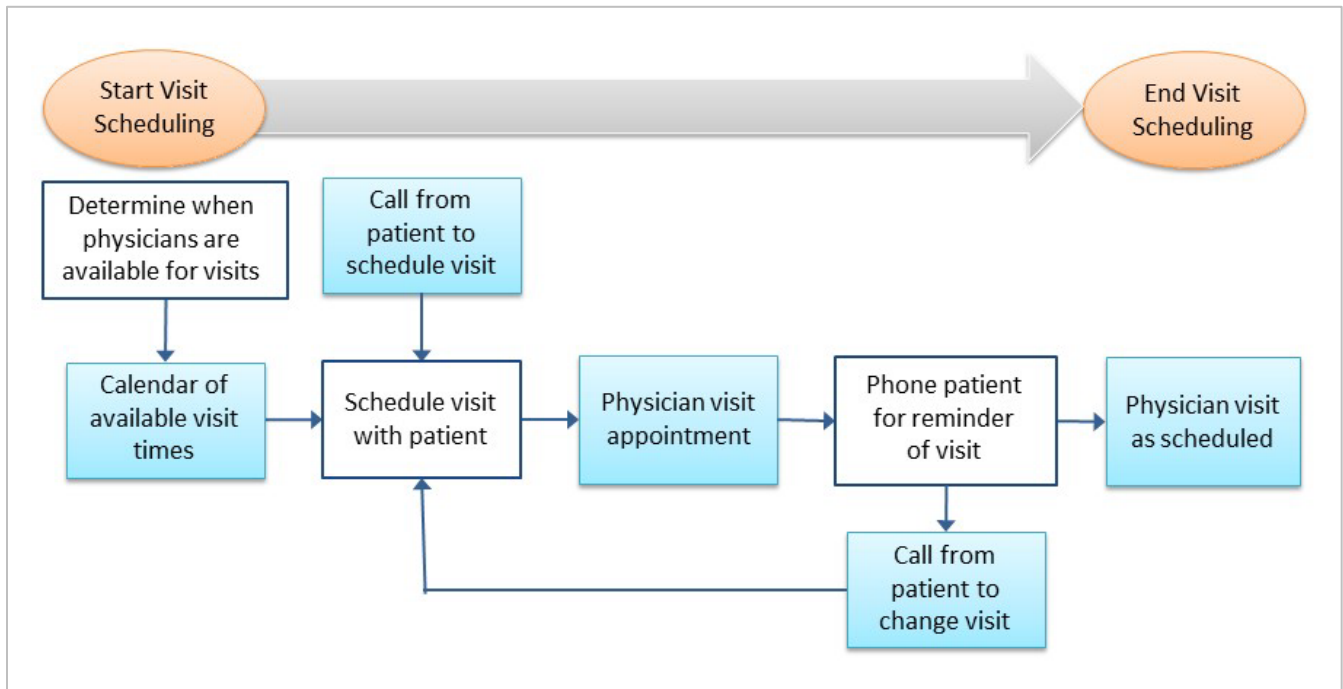 Start Visit
Scheduling
End Visit
Scheduling
Determine when
physicians are
available for visits
Call from
patient to
schedule visit
Calendar of
available visit
times
Schedule visit
with patient
Physician visit
appointment
Phone patient
for reminder
of visit
Physician visit
as scheduled
Call from
patient to
change visit